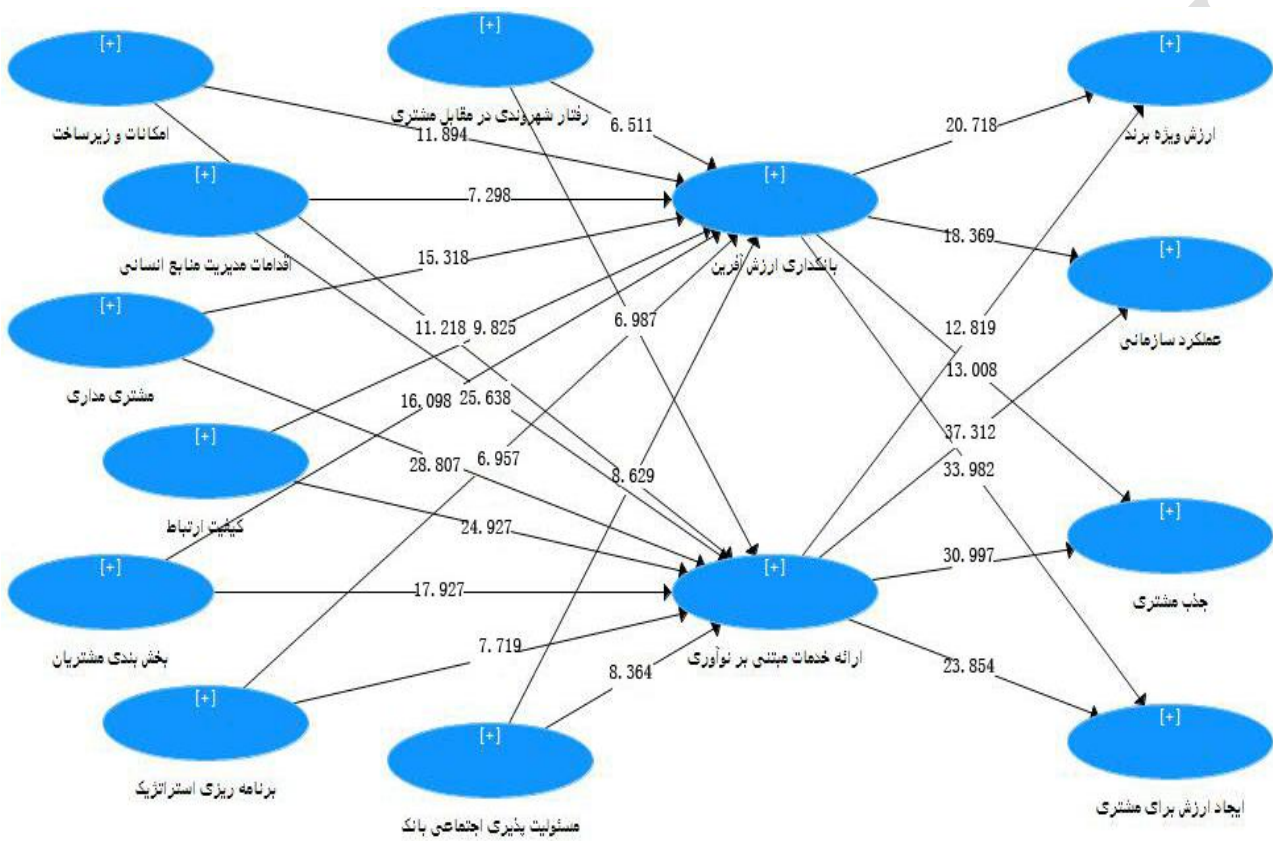 [+]
امکانات و زیرساخت
[+]
رفتار شهروندی در مقابل مشتری
[+]
ارزش ویژه برند
[+]
اقدامات مدیریت منابع انسانی
[+]
بانکداری ارزش آفرین
[+]
عملکرد سازمانی
[+]
مشتری مداری
[+]
کیفیت ارتباط
[+]
جذب مشتری
[+]
بخش بندی مشتریان
[+]
ارائه خدمات مبتنی بر نوآوری
[+]
برنامه ریزی استراتژیک
[+]
مسئولیت پذیری اجتماعی بانک
[+]
ایجاد ارزش برای مشتری
11.894
6.511
20.718
7.298
18.369
15.318
11.218
9.825
6.987
12.819
13.008
16.098
25.638
37.312
28.807
6.957
8.629
33.982
24.927
30.997
17.927
7.719
8.364
23.854